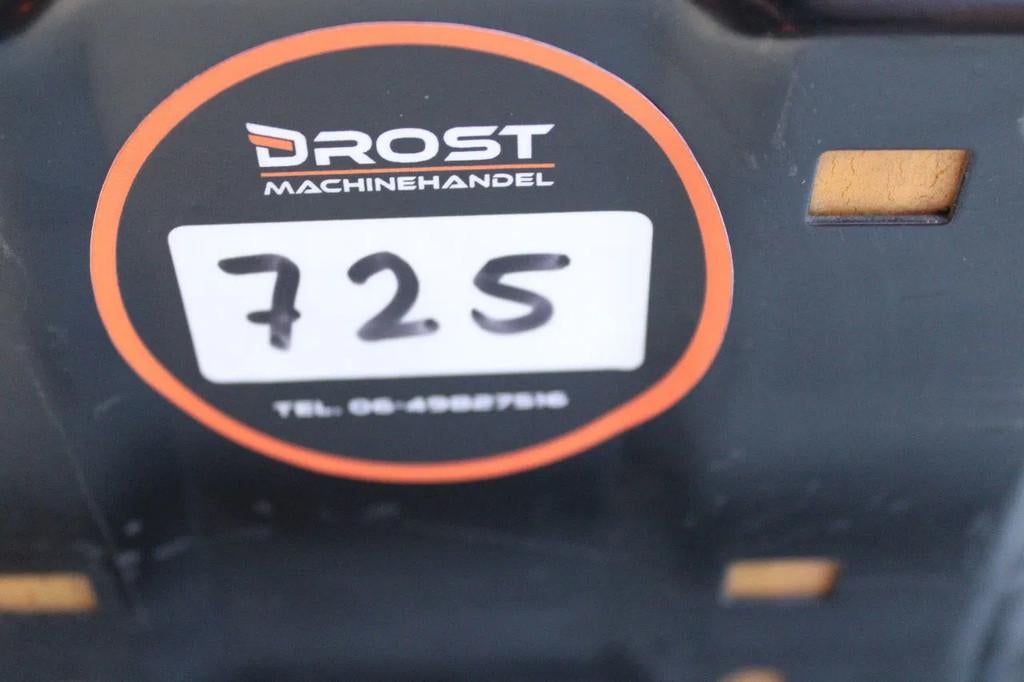 DROST
MACHINEHANDEL
725
TEL: 06-49827516